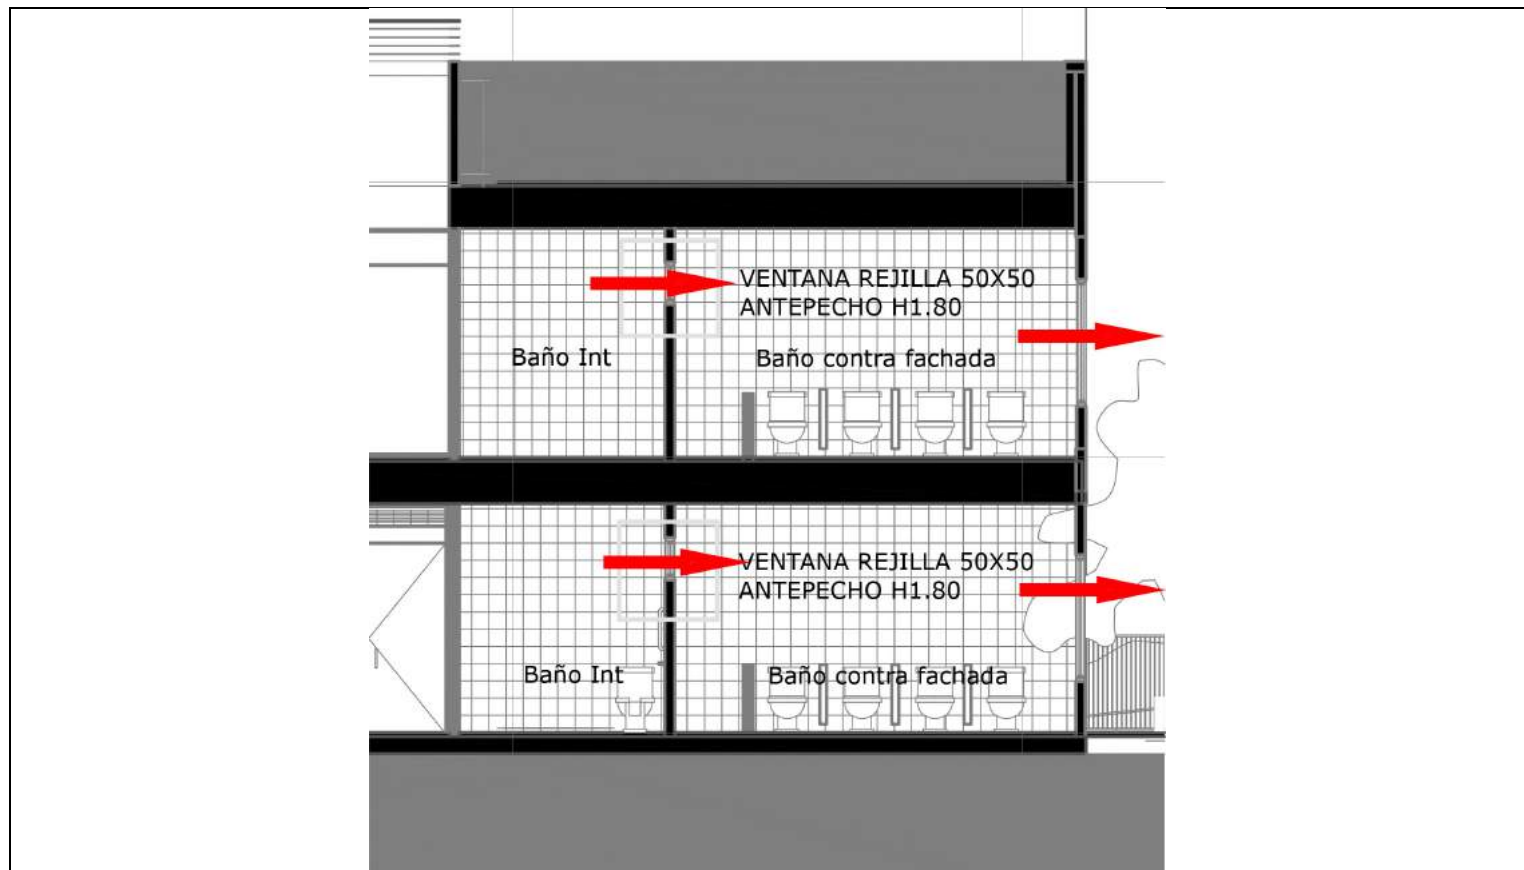 VENTANA REJILLA 50X50
ANTEPECHO H1.80
Baño Int
Baño contra fachada
VENTANA REJILLA 50X50
ANTEPECHO H1.80
Baño Int
Baño contra fachada